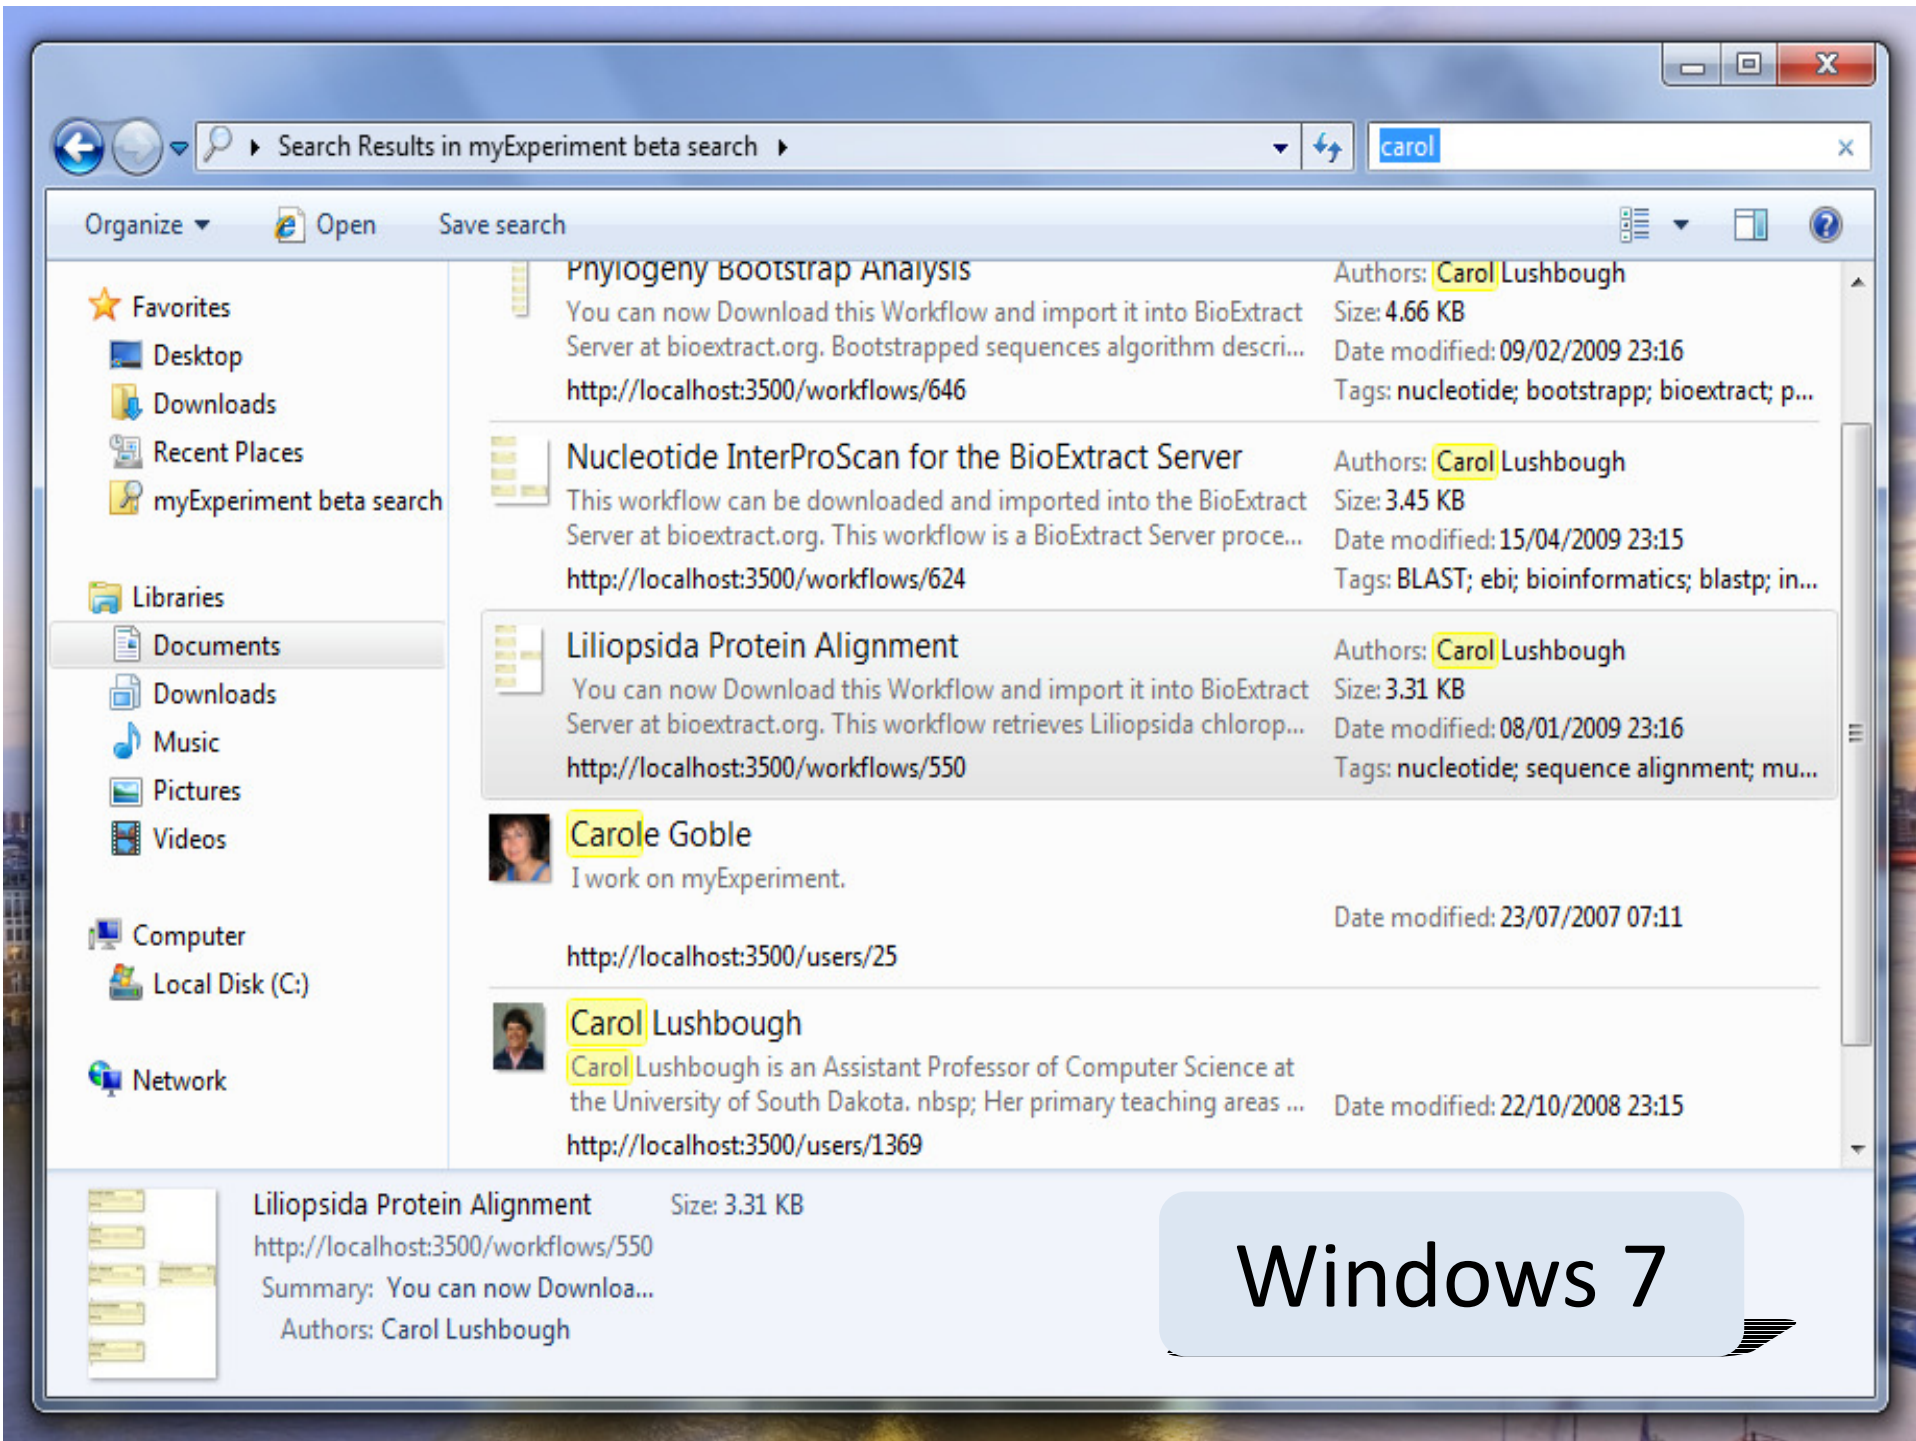 Search Results in myExperiment beta search
carol
Organize
Open
Save search
Favorites
Desktop
Downloads
Recent Places
myExperiment beta search
Libraries
Documents
Downloads
Music
Pictures
Videos
Computer
Local Disk (C:)
Network
Phylogeny Bootstrap Analysis
You can now Download this Workflow and import it into BioExtract
Server at bioextract.org. Bootstrapped sequences algorithm descri...
http://localhost:3500/workflows/646
Authors: Carol Lushbough
Size: 4.66 KB
Date modified: 09/02/2009 23:16
Tags: nucleotide; bootstrapp; bioextract; p...
Nucleotide InterProScan for the BioExtract Server
This workflow can be downloaded and imported into the BioExtract
Server at bioextract.org. This workflow is a BioExtract Server proce...
http://localhost:3500/workflows/624
Authors: Carol Lushbough
Size: 3.45 KB
Date modified: 15/04/2009 23:15
Tags: BLAST; ebi; bioinformatics; blastp; in...
Liliopsida Protein Alignment
You can now Download this Workflow and import it into BioExtract
Server at bioextract.org. This workflow retrieves Liliopsida chlorop...
http://localhost:3500/workflows/550
Authors: Carol Lushbough
Size: 3.31 KB
Date modified: 08/01/2009 23:16
Tags: nucleotide; sequence alignment; mu...
Carole Goble
I work on myExperiment.
http://localhost:3500/users/25
Date modified: 23/07/2007 07:11
Carol Lushbough
Carol Lushbough is an Assistant Professor of Computer Science at
the University of South Dakota. nbsp; Her primary teaching areas ...
http://localhost:3500/users/1369
Date modified: 22/10/2008 23:15
Liliopsida Protein Alignment
Size: 3.31 KB
http://localhost:3500/workflows/550
Summary: You can now Downloa...
Authors: Carol Lushbough
Windows 7